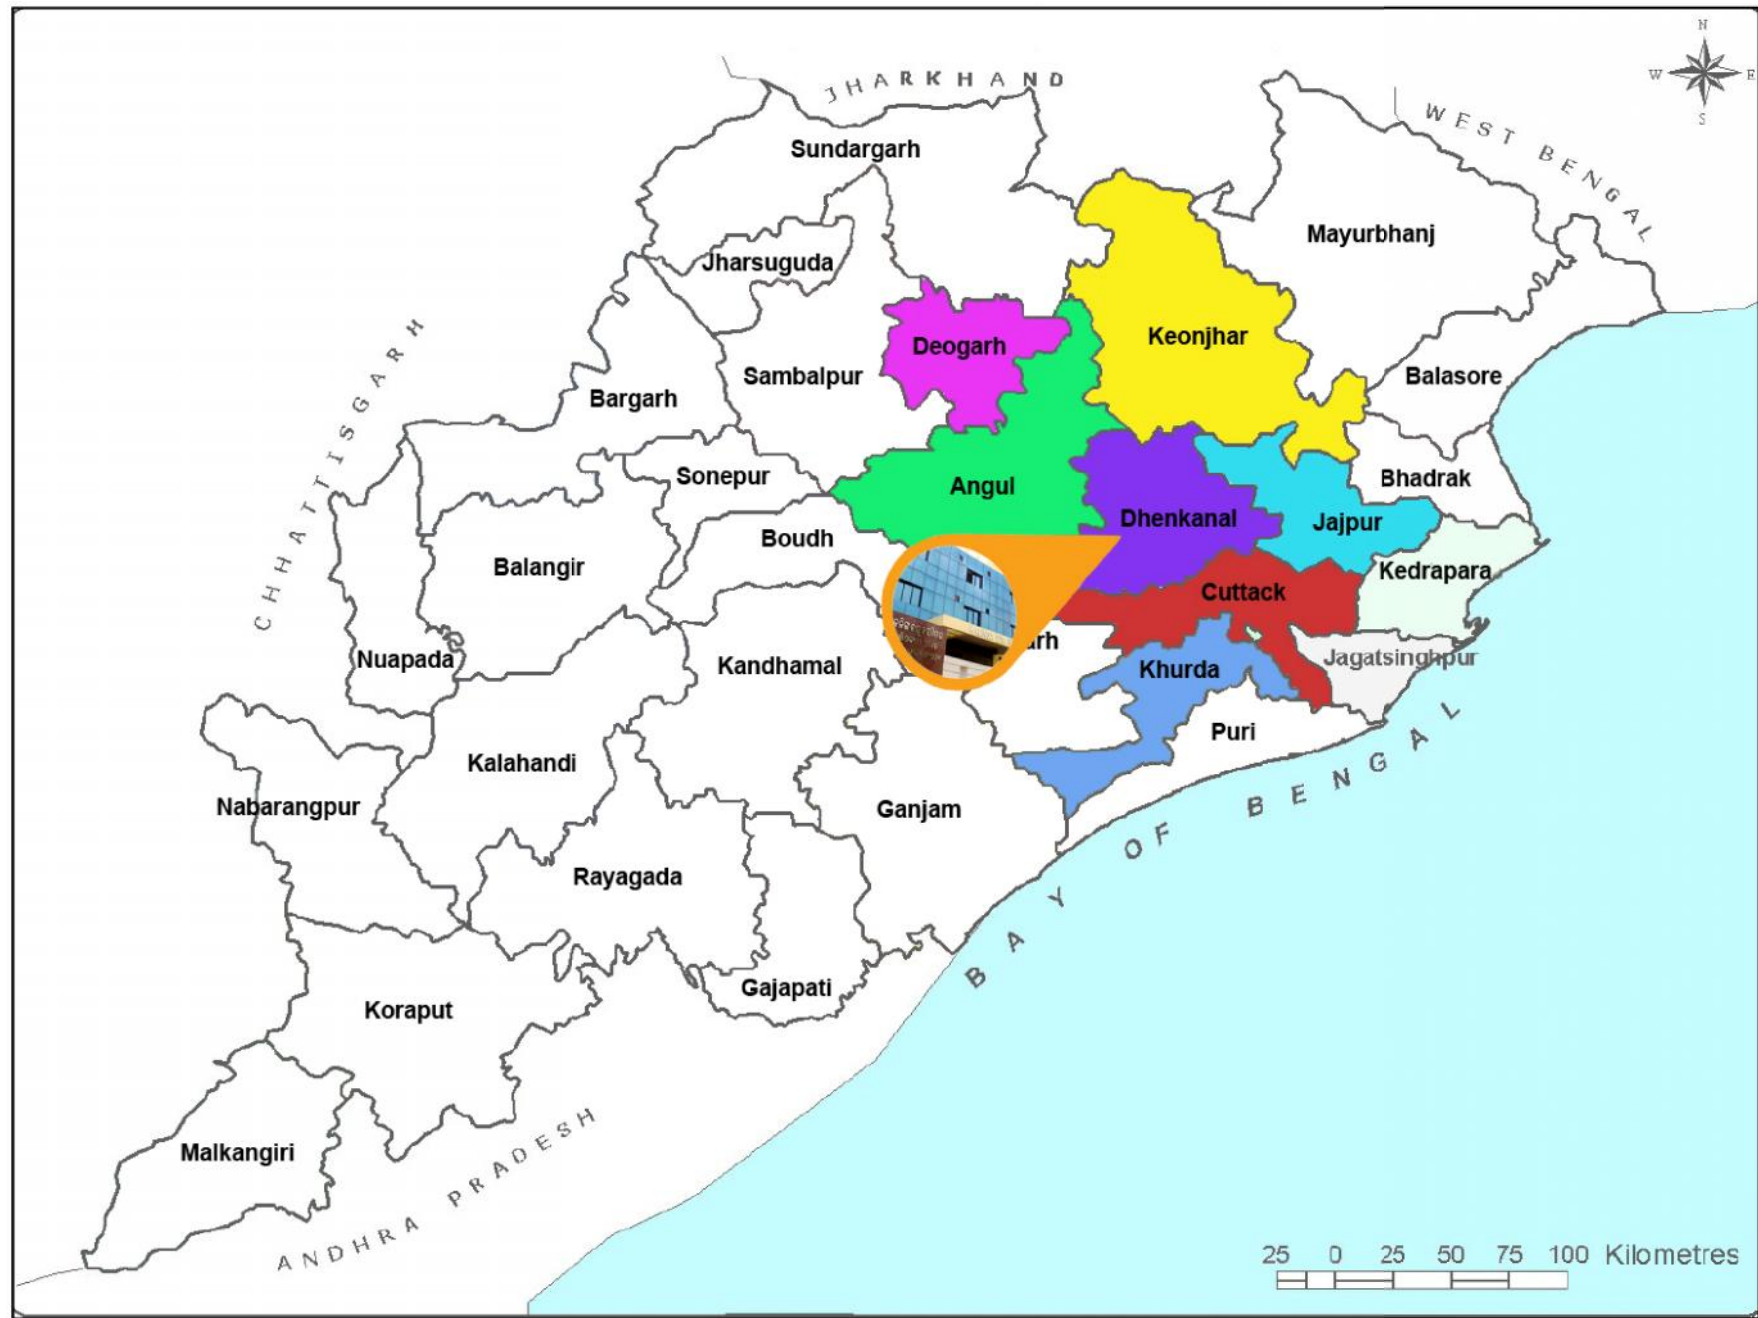 N
W
E
S
JHARKHAND
WEST BENGAL
Sundargarh
Mayurbhanj
Jharsuguda
CHHATTISGARH
Deogarh
Keonjhar
Sambalpur
Balasore
Bargarh
Sonepur
Angul
Bhadrak
Dhenkanal
Jajpur
Boudh
Balangir
Kedrapara
Cuttack
arh
Nuapada
Kandhamal
Khurda
Jagatsinghpur
Puri
Kalahandi
Nabarangpur
Ganjam
BAY OF BENGAL
Rayagada
Gajapati
Koraput
Malkangiri
ANDHRA PRADESH
25 0 25 50 75 100 Kilometres